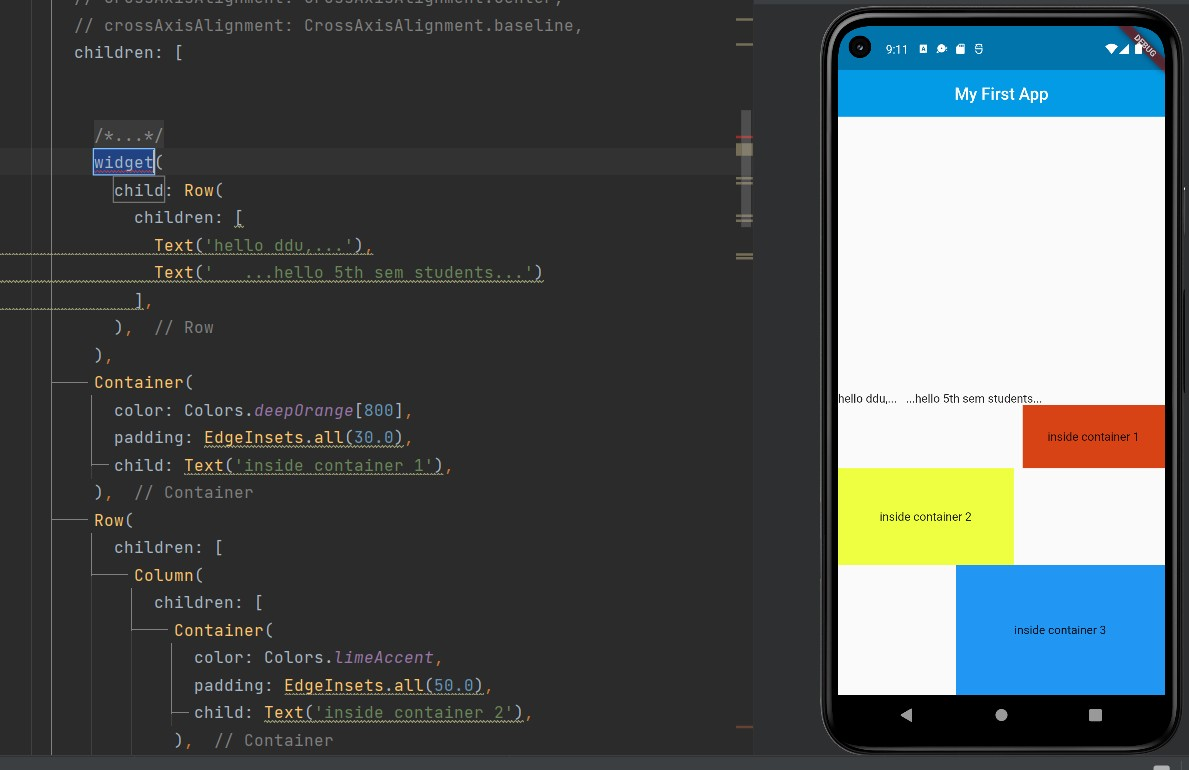 // crossAxisAlignment: CrossAxisAlignment.center,
// crossAxisAlignment: CrossAxisAlignment.baseline,
children: [
/*...*/
widget(
child: Row(
children: [
Text('hello ddu,...'),
Text('   ...hello 5th sem students...')
],
),  // Row
),
Container(
color: Colors.deepOrange[800],
padding: EdgeInsets.all(30.0),
child: Text('inside container 1'),
),  // Container
Row(
children: [
Column(
children: [
Container(
color: Colors.limeAccent,
padding: EdgeInsets.all(50.0),
child: Text('inside container 2'),
),  // Container
9:11
DEBUG
My First App
hello ddu,...   ...hello 5th sem students...
inside container 1
inside container 2
inside container 3